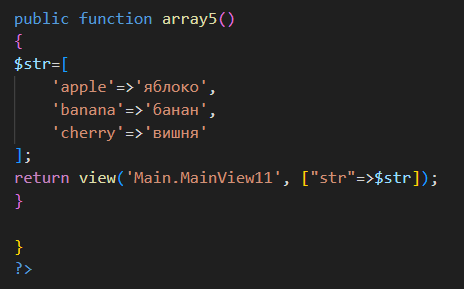 public function array5()
{
$str=[
    'apple'=>'яблоко',
    'banana'=>'банан',
    'cherry'=>'вишня'
];
return view('Main.MainView11', ["str"=>$str]);
}

}
?>